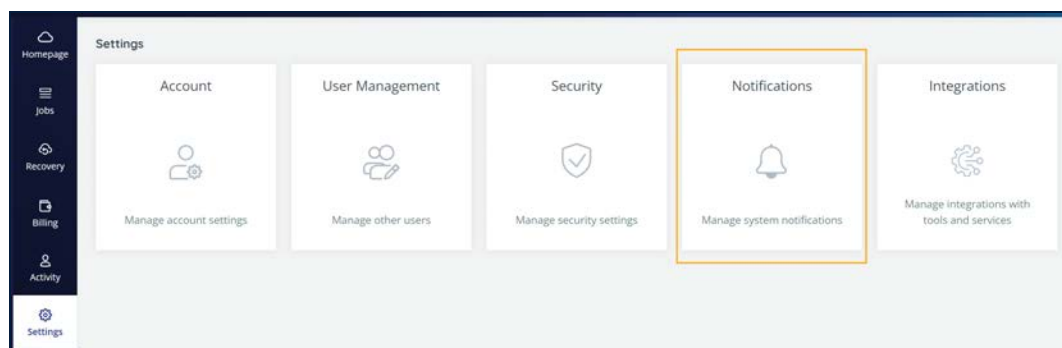 Homepage
Jobs
Recovery
Billing
Activity
Settings
Settings
Account
Manage account settings
User Management
Manage other users
Security
Manage security settings
Notifications
Manage system notifications
Integrations
Manage integrations with
tools and services